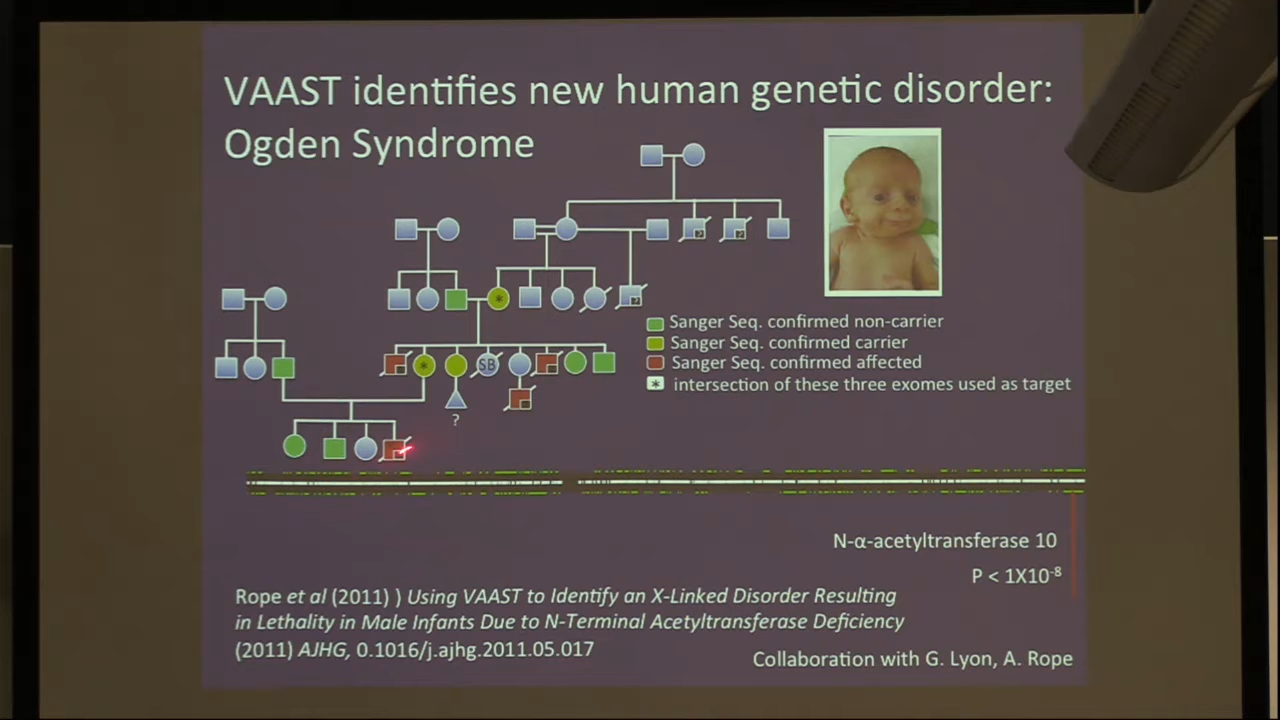 VAAST identifies new human genetic disorder:
Ogden Syndrome
*
SB
*
?
Sanger Seq. confirmed non-carrier
Sanger Seq. confirmed carrier
Sanger Seq. confirmed affected
* intersection of these three exomes used as target
N-α-acetyltransferase 10
P < 1X10⁻⁸
Rope et al (2011) ) Using VAAST to Identify an X-Linked Disorder Resulting
in Lethality in Male Infants Due to N-Terminal Acetyltransferase Deficiency
(2011) AJHG, 0.1016/j.ajhg.2011.05.017
Collaboration with G. Lyon, A. Rope